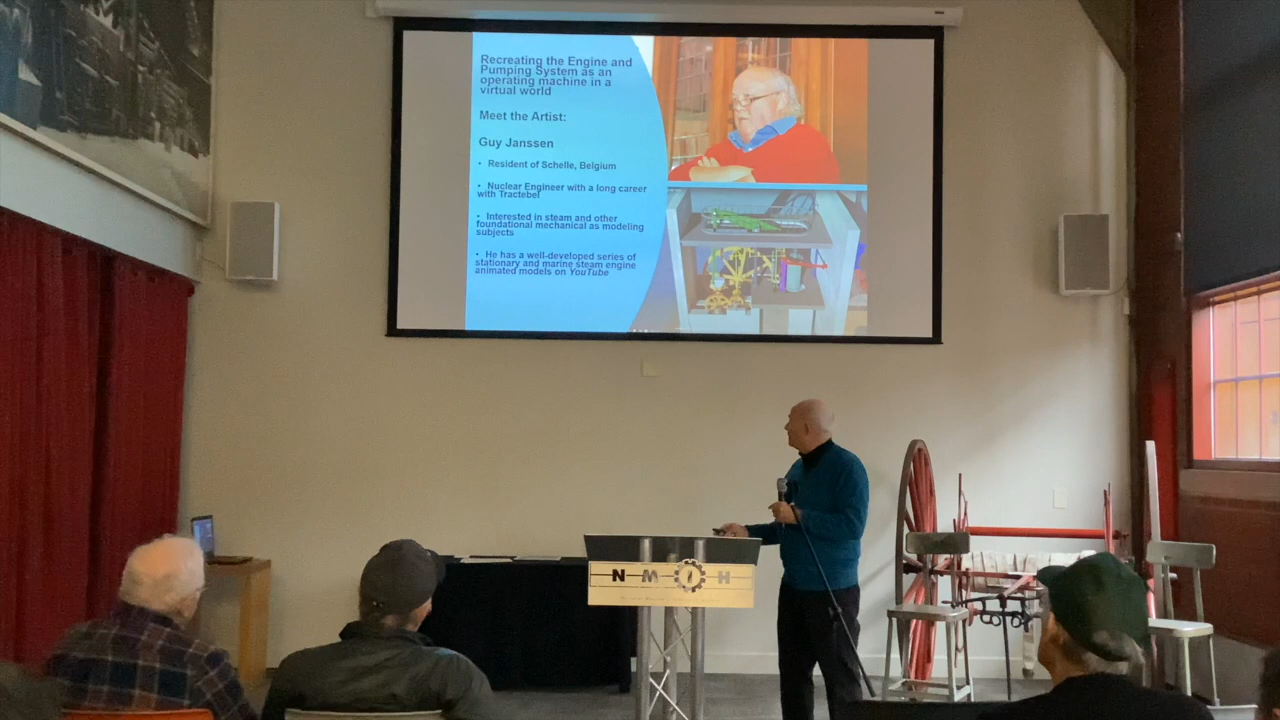 Recreating the Engine and
Pumping System as an
operating machine in a
virtual world
Meet the Artist:
Guy Janssen
• Resident of Schelle, Belgium
• Nuclear Engineer with a long career
with Tractebel
• Interested in steam and other
foundational mechanical as modeling
subjects
• He has a well-developed series of
stationary and marine steam engine
animated models on YouTube
N M I H